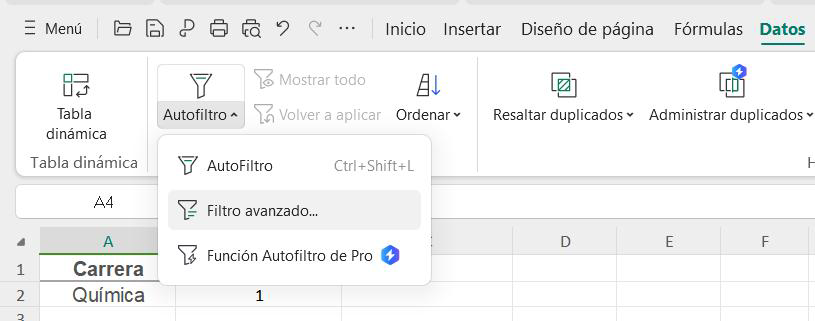 Menú Inicio Insertar Diseño de página Fórmulas Datos
Mostrar todo
Tabla dinámica Autofiltro Volver a aplicar Ordenar Resaltar duplicados Administrar duplicados
Tabla dinámica
AutoFiltro Ctrl+Shift+L
A4 Filtro avanzado...
A D E F
Función Autofiltro de Pro
1 Carrera
2 Química 1
3